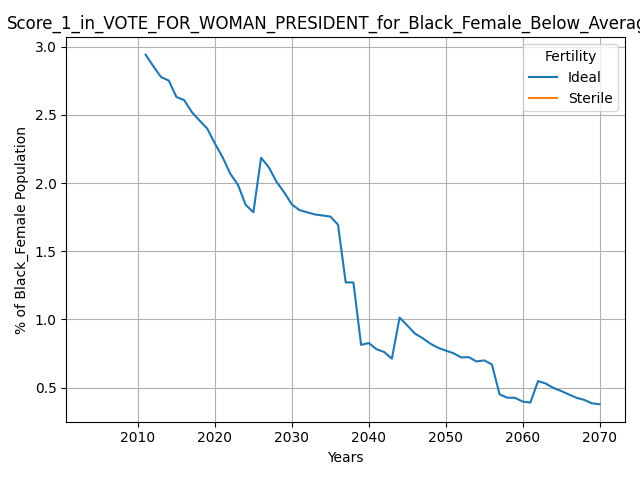 Score_1_in_VOTE_FOR_WOMAN_PRESIDENT_for_Black_Female_Below_Averag
3.0
2.5
2.0
1.5
1.0
0.5
% of Black_Female Population
Fertility
Ideal
Sterile
2010 2020 2030 2040 2050 2060 2070
Years